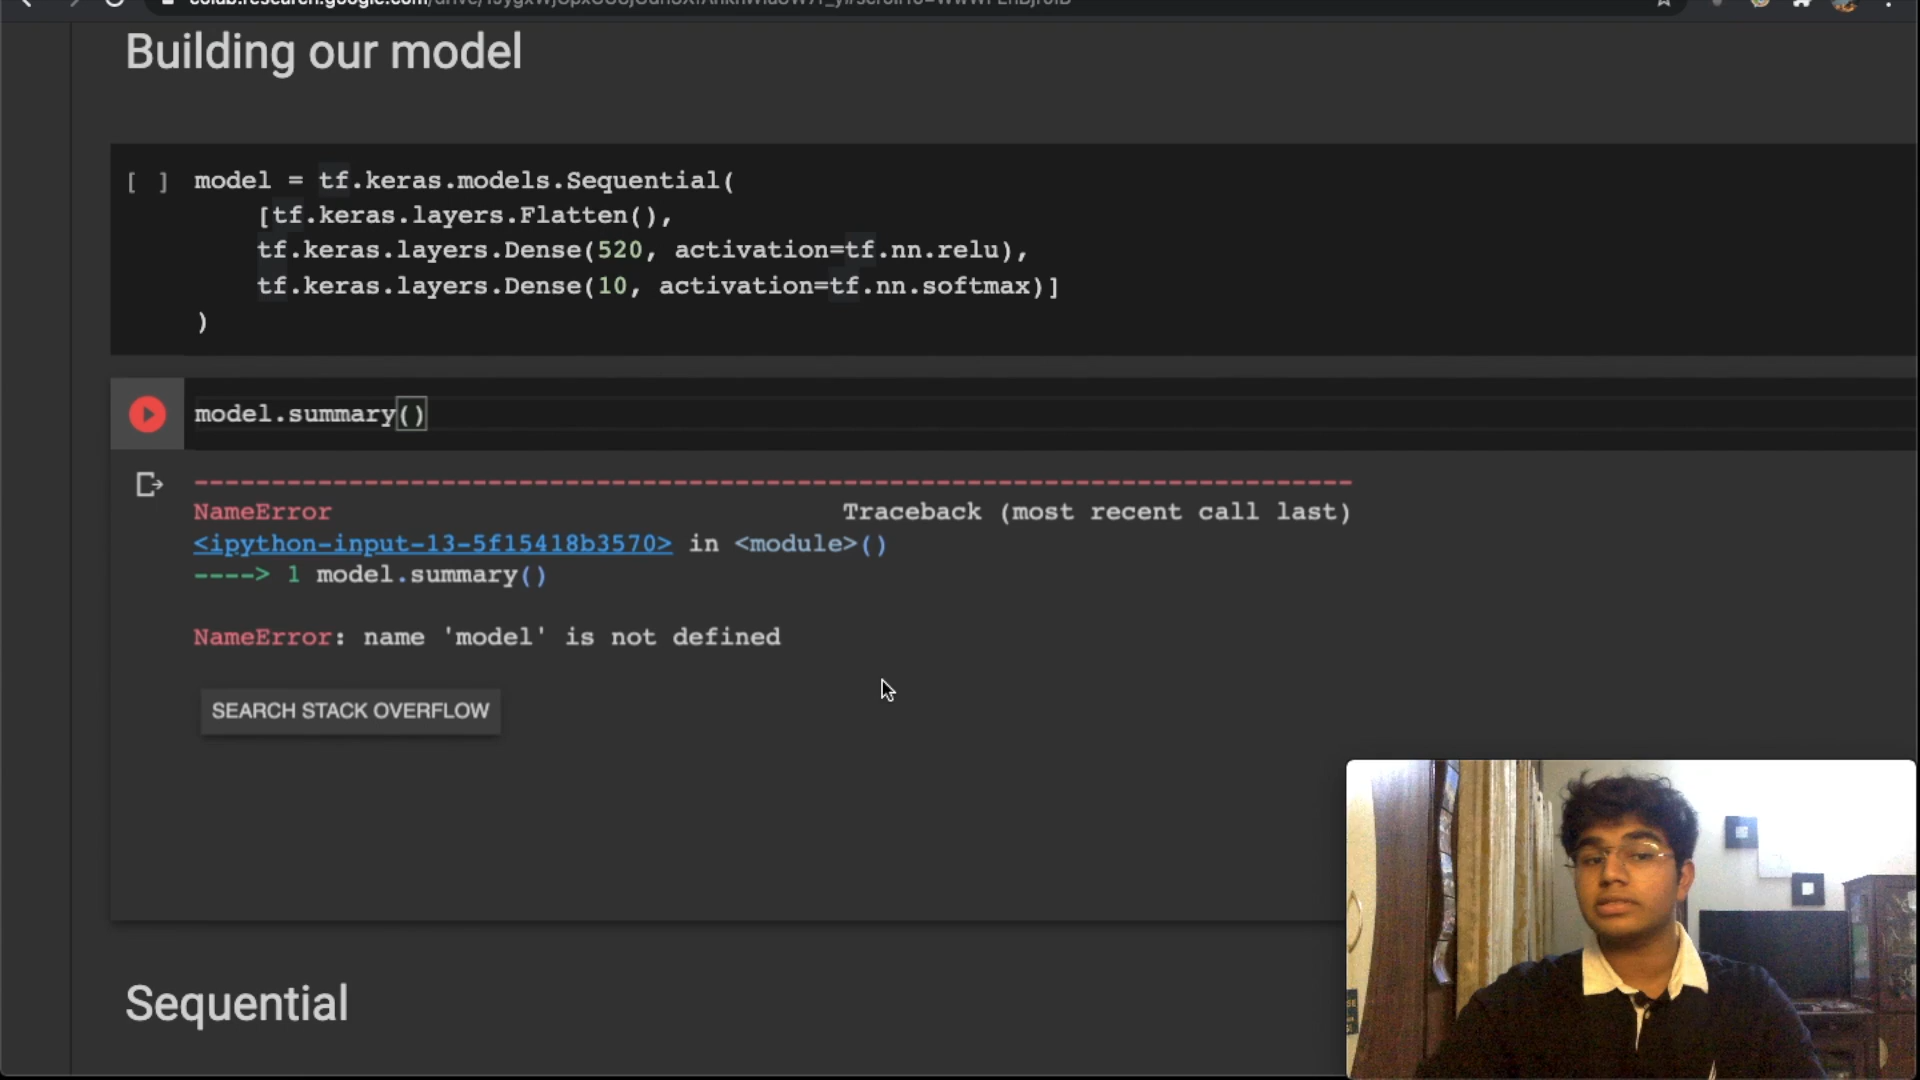 Building our model
[ ] model = tf.keras.models.Sequential(
[tf.keras.layers.Flatten(),
tf.keras.layers.Dense(520, activation=tf.nn.relu),
tf.keras.layers.Dense(10, activation=tf.nn.softmax)]
)
model.summary()
---------------------------------------------------------------------------
NameError Traceback (most recent call last)
<ipython-input-13-5f15418b3570> in <module>()
----> 1 model.summary()
NameError: name 'model' is not defined
SEARCH STACK OVERFLOW
Sequential